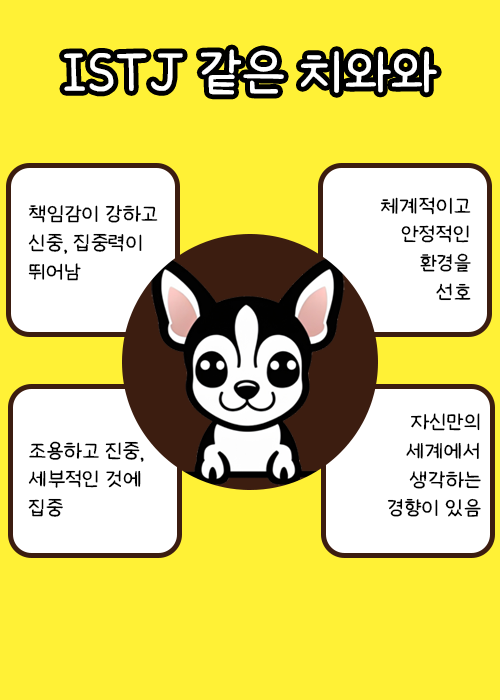 ISTJ 같은 치와와
책임감이 강하고
신중, 집중력이
뛰어남
체계적이고
안정적인
환경을
선호
조용하고 진중,
세부적인 것에
집중
자신만의
세계에서
생각하는
경향이 있음